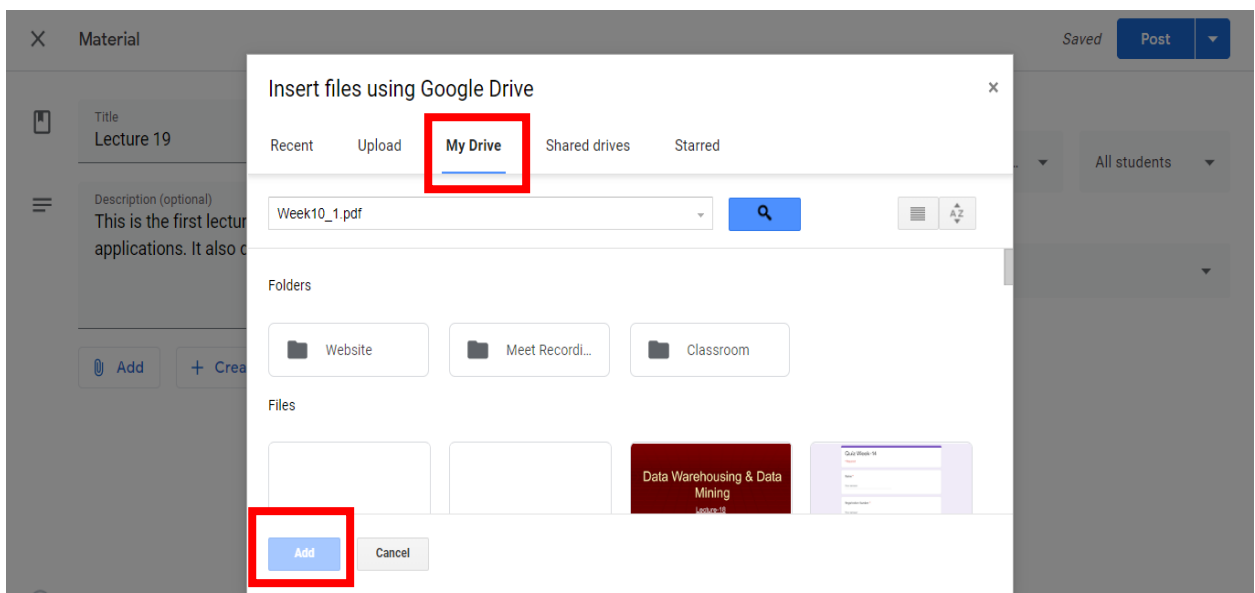 Material
Saved
Post
Insert files using Google Drive
Recent
Upload
My Drive
Shared drives
Starred
Title
Lecture 19
All students
Description (optional)
This is the first lectur
applications. It also
Week10_1.pdf
AZ
Folders
Website
Meet Recordi...
Classroom
Add
+ Crea
Files
Data Warehousing & Data
Mining
Lecture-18
Quiz Week-14
Add
Cancel